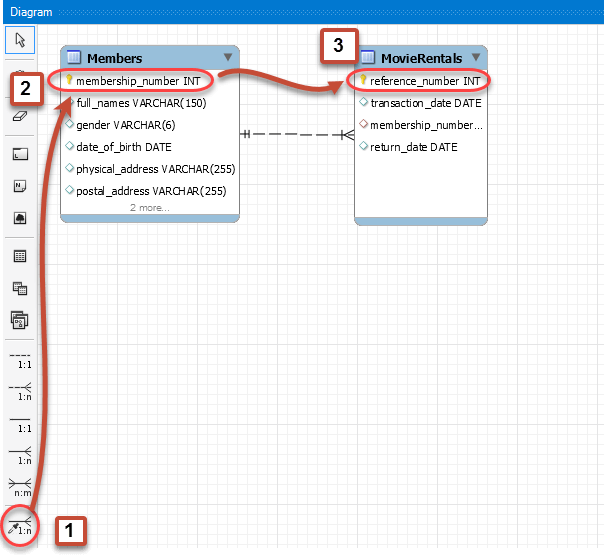 Diagram
3
Members
MovieRentals
2
membership_number INT
reference_number INT
full_names VARCHAR(150)
transaction_date DATE
gender VARCHAR(6)
membership_number...
date_of_birth DATE
return_date DATE
physical_address VARCHAR(255)
postal_address VARCHAR(255)
2 more...
1:1
1:n
1:1
1:n
n:m
1:n
1